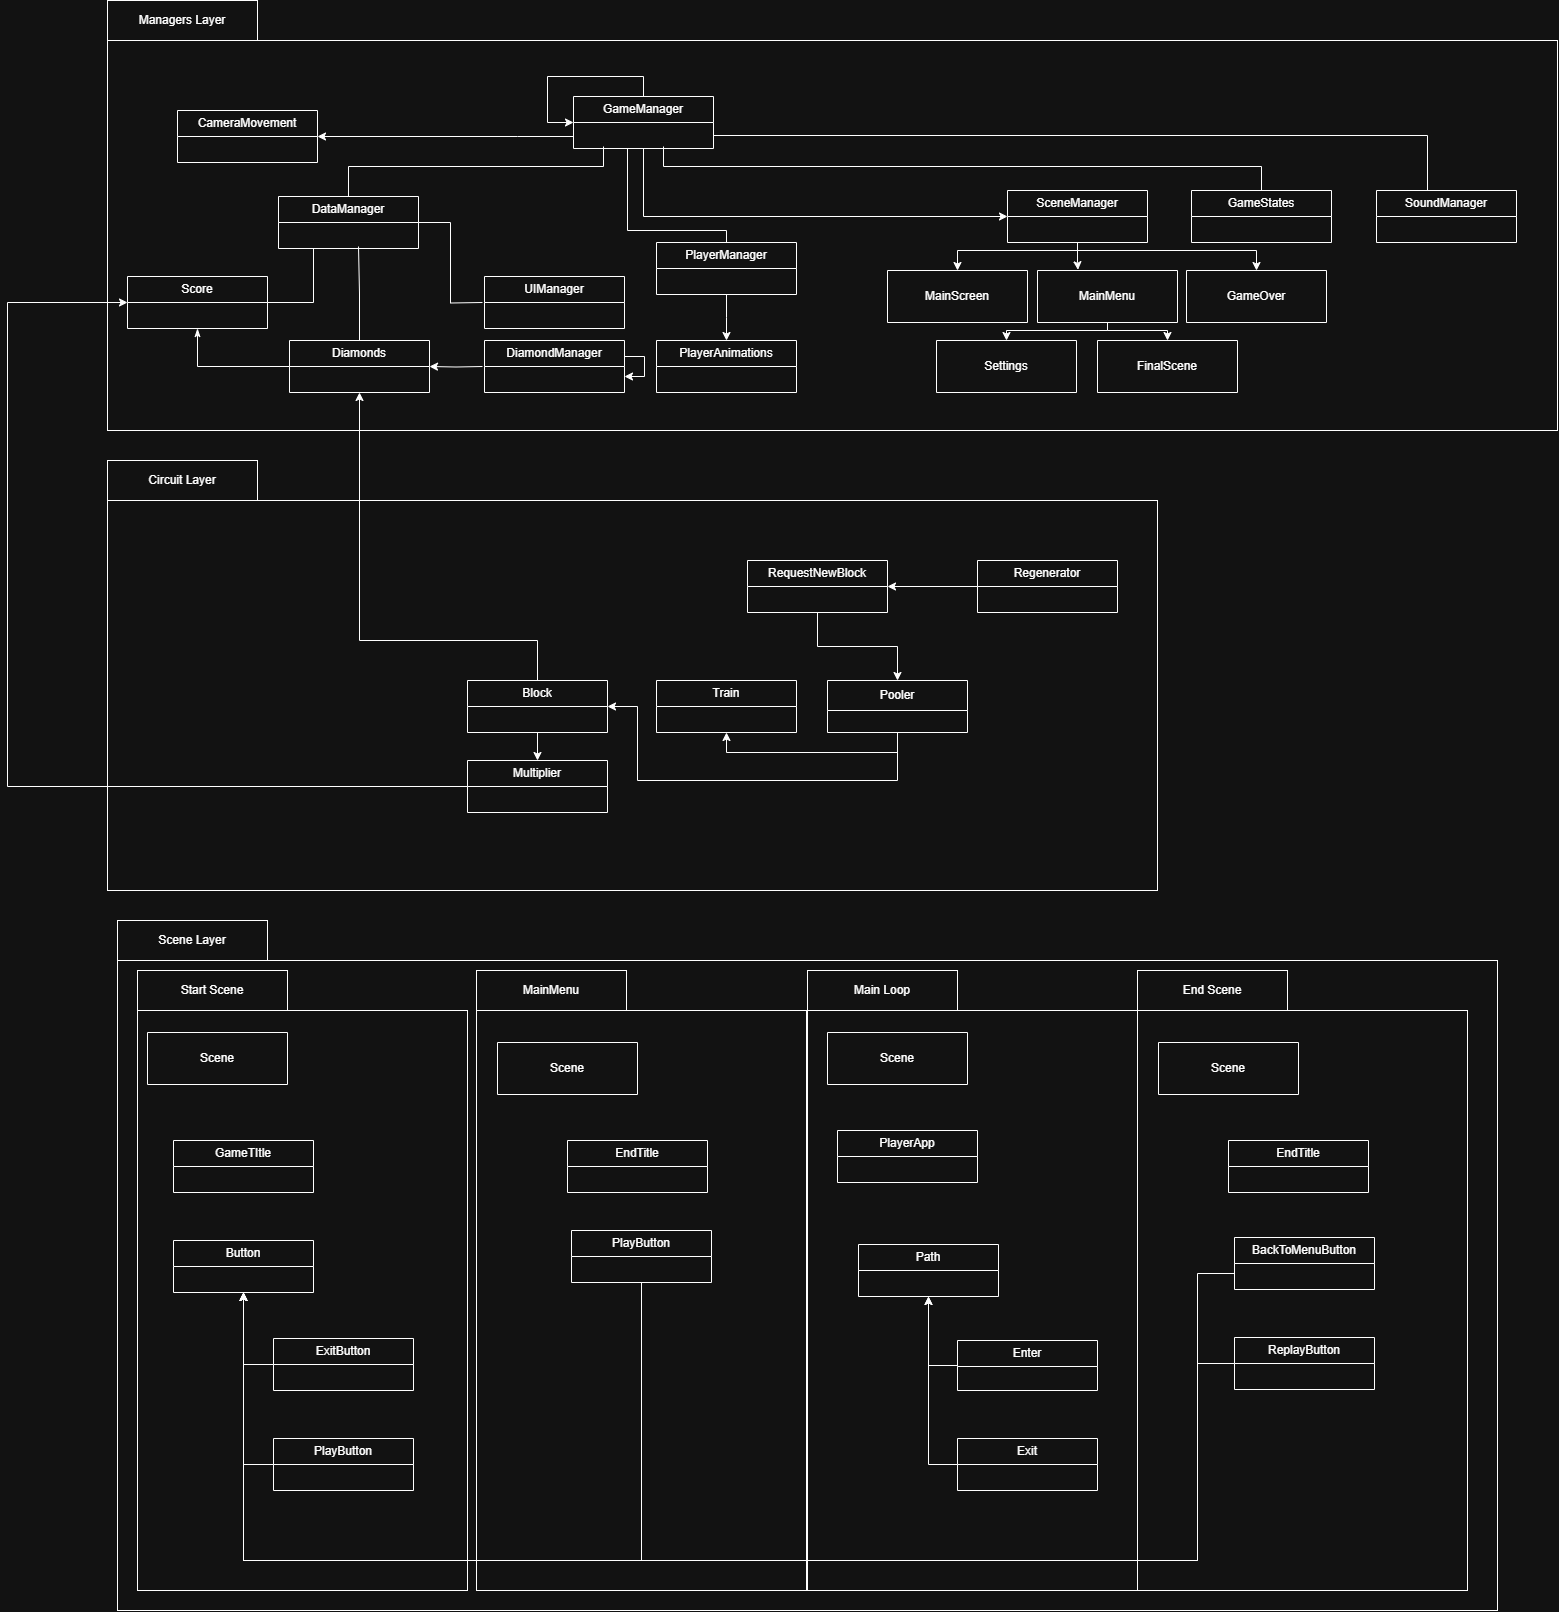 Managers Layer
GameManager
CameraMovement
DataManager
SceneManager
GameStates
SoundManager
PlayerManager
Score
UIManager
MainScreen
MainMenu
GameOver
Diamonds
DiamondManager
PlayerAnimations
Settings
FinalScene
Circuit Layer
RequestNewBlock
Regenerator
Block
Train
Pooler
Multiplier
Scene Layer
Start Scene
MainMenu
Main Loop
End Scene
Scene
Scene
Scene
Scene
GameTItle
EndTitle
PlayerApp
EndTitle
Button
PlayButton
Path
BackToMenuButton
ExitButton
Enter
ReplayButton
PlayButton
Exit